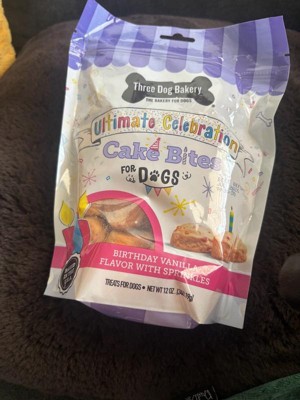 Three Dog Bakery
THE BAKERY FOR DOGS
Ultimate Celebration
Cake Bites
FOR DOGS
BIRTHDAY VANILLA
FLAVOR WITH SPRINKLES
TREATS FOR DOGS • NET WT 12 OZ.